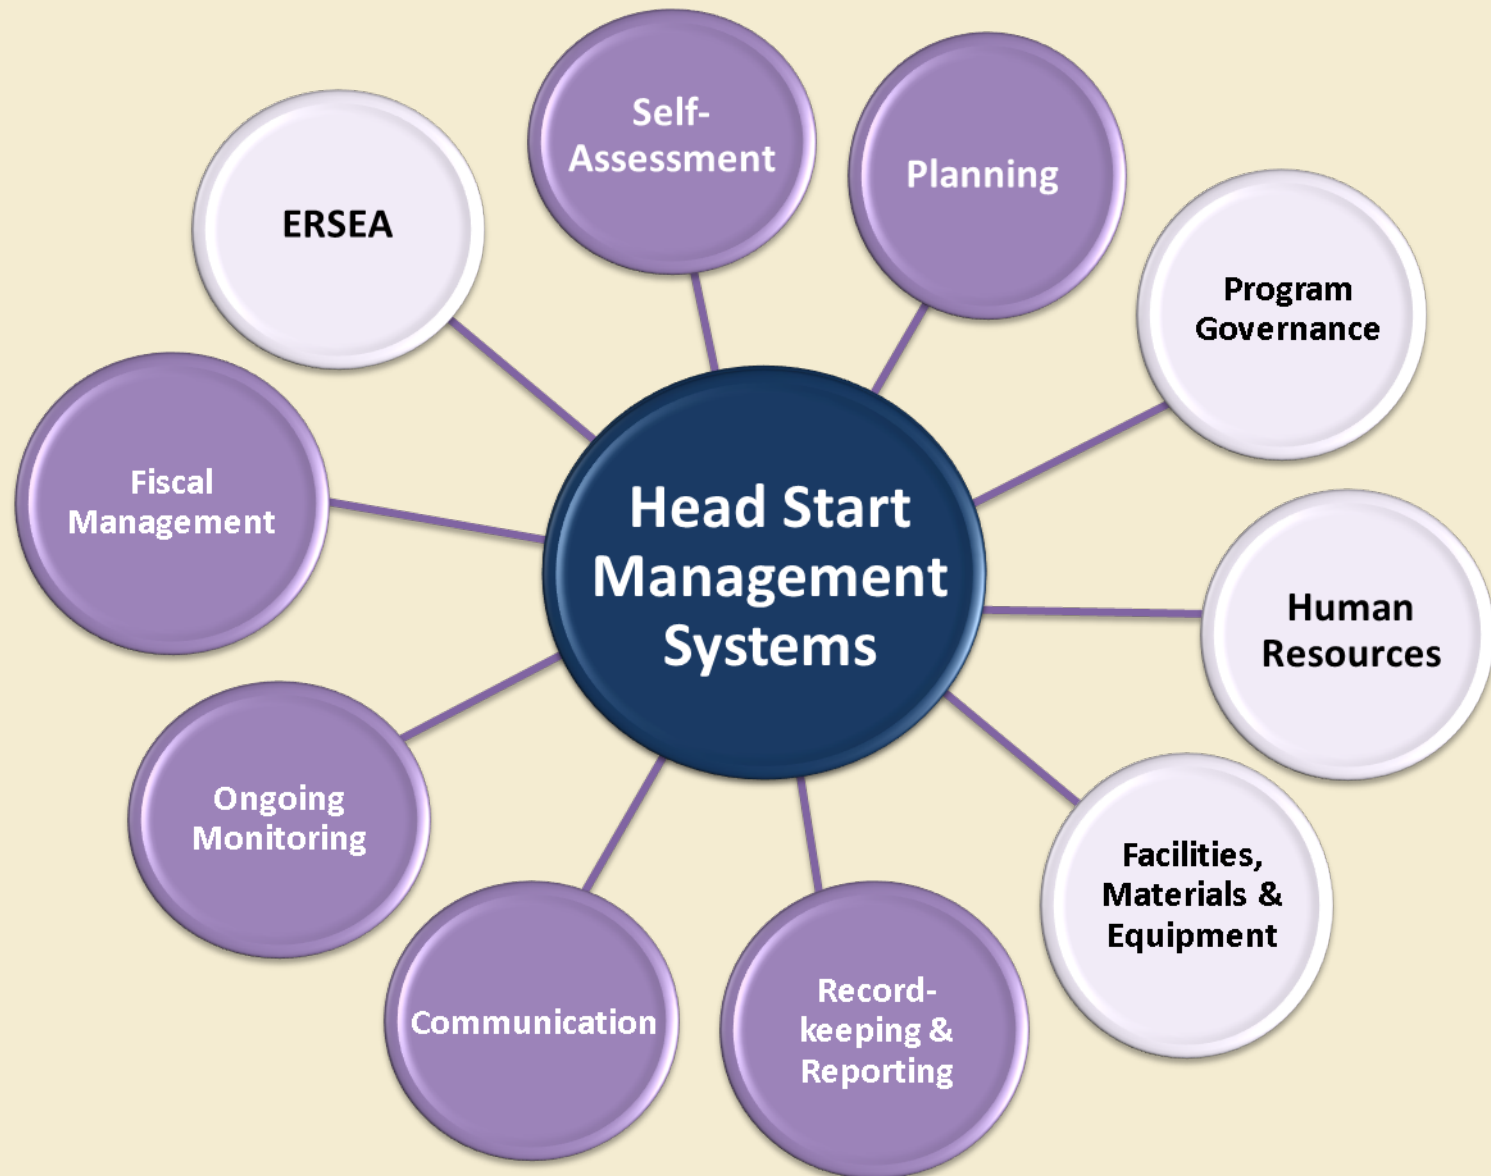 Self-
Assessment
Planning
ERSEA
Program
Governance
Fiscal
Management
Head Start
Management
Systems
Human
Resources
Ongoing
Monitoring
Facilities,
Materials &
Equipment
Communication
Record-
keeping &
Reporting